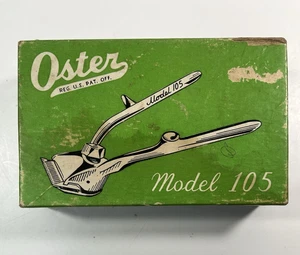 Oster
REG. U.S. PAT. OFF.
Model 105
Model 105